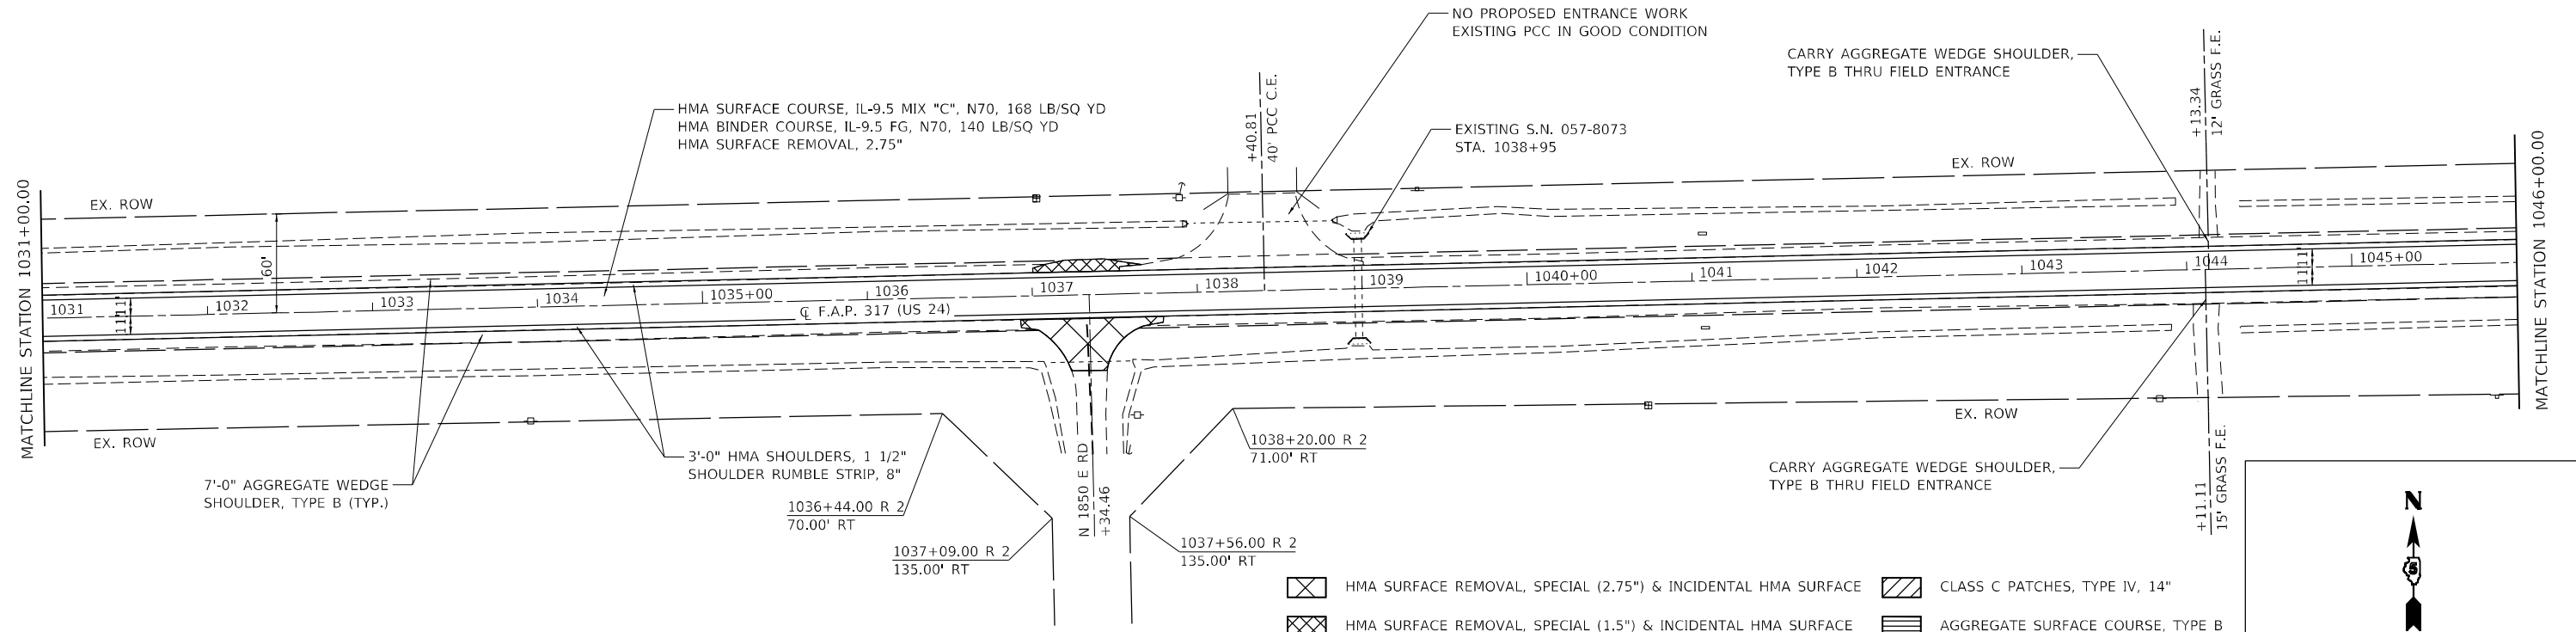 NO PROPOSED ENTRANCE WORK
EXISTING PCC IN GOOD CONDITION
CARRY AGGREGATE WEDGE SHOULDER,
TYPE B THRU FIELD ENTRANCE
+13.34
12' GRASS F.E.
HMA SURFACE COURSE, IL-9.5 MIX "C", N70, 168 LB/SQ YD
HMA BINDER COURSE, IL-9.5 FG, N70, 140 LB/SQ YD
HMA SURFACE REMOVAL, 2.75"
+40.81
40' PCC C.E.
EXISTING S.N. 057-8073
STA. 1038+95
MATCHLINE STATION 1031+00.00
EX. ROW
EX. ROW
MATCHLINE STATION 1046+00.00
60'
1031
11'
11'
1032
1033
1034
1035+00
1036
1037
1038
1039
1040+00
1041
1042
1043
1044
11'
11'
1045+00
℄ F.A.P. 317 (US 24)
EX. ROW
EX. ROW
7'-0" AGGREGATE WEDGE
SHOULDER, TYPE B (TYP.)
3'-0" HMA SHOULDERS, 1 1/2"
SHOULDER RUMBLE STRIP, 8"
1036+44.00 R 2
70.00' RT
1037+09.00 R 2
135.00' RT
N 1850 E RD
+34.46
1038+20.00 R 2
71.00' RT
1037+56.00 R 2
135.00' RT
CARRY AGGREGATE WEDGE SHOULDER,
TYPE B THRU FIELD ENTRANCE
+11.11
15' GRASS F.E.
N
5
HMA SURFACE REMOVAL, SPECIAL (2.75") & INCIDENTAL HMA SURFACE
CLASS C PATCHES, TYPE IV, 14"
HMA SURFACE REMOVAL, SPECIAL (1.5") & INCIDENTAL HMA SURFACE
AGGREGATE SURFACE COURSE, TYPE B